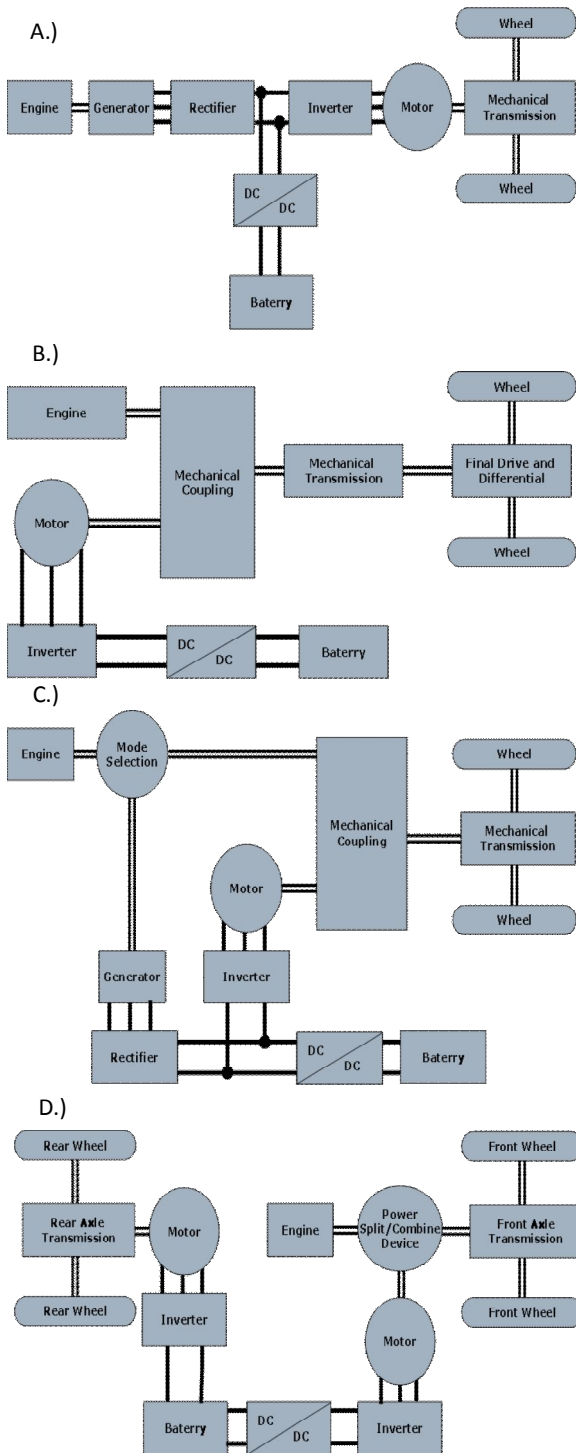 A.)
Wheel
Engine
Generator
Rectifier
Inverter
Motor
Mechanical
Transmission
DC
DC
Wheel
Baterry
B.)
Wheel
Engine
Mechanical
Coupling
Mechanical
Transmission
Final Drive and
Differential
Motor
Wheel
Inverter
DC
DC
Baterry
C.)
Engine
Mode
Selection
Wheel
Mechanical
Coupling
Mechanical
Transmission
Motor
Wheel
Generator
Inverter
Rectifier
DC
DC
Baterry
D.)
Rear Wheel
Front Wheel
Rear Axle
Transmission
Motor
Engine
Power
Split/Combine
Device
Front Axle
Transmission
Rear Wheel
Inverter
Motor
Front Wheel
Baterry
DC
DC
Inverter